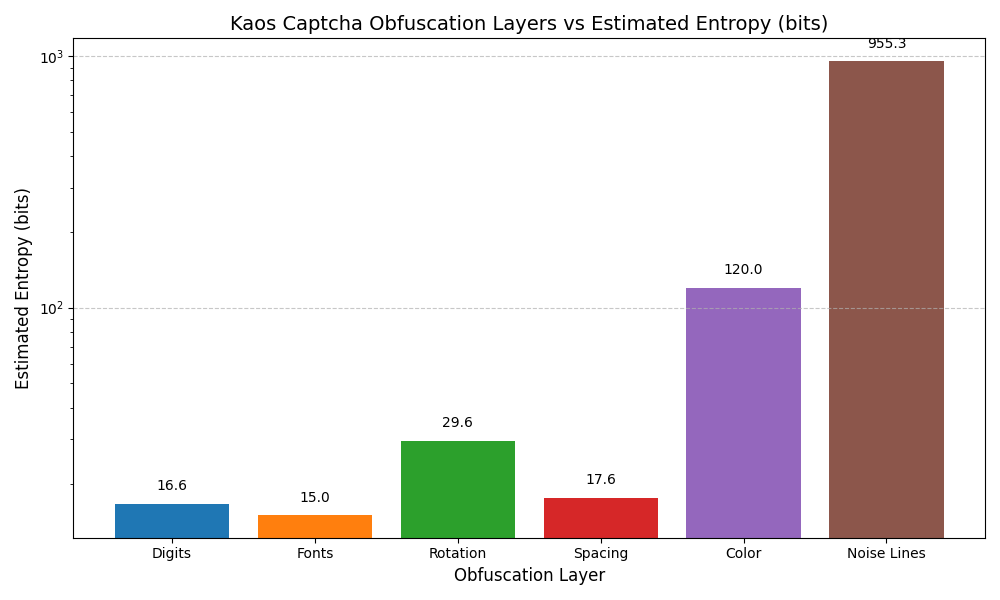 Kaos Captcha Obfuscation Layers vs Estimated Entropy (bits)
Estimated Entropy (bits)
10³
10²
955.3
120.0
29.6
16.6
15.0
17.6
Digits
Fonts
Rotation
Spacing
Color
Noise Lines
Obfuscation Layer